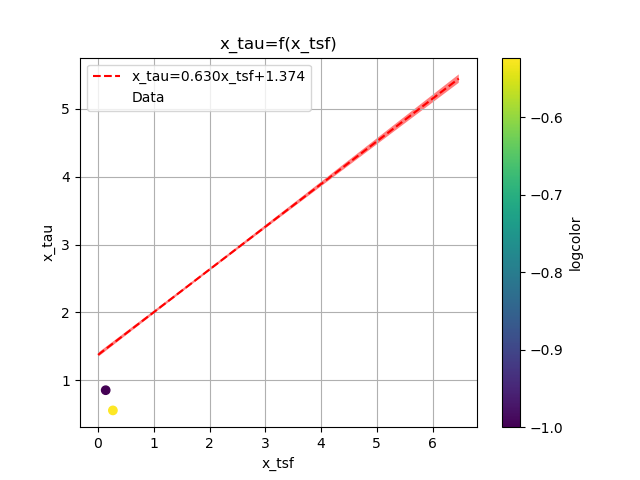 x_tau=f(x_tsf)
x_tau=0.630x_tsf+1.374
Data
5
4
3
2
1
x_tau
0 1 2 3 4 5 6
x_tsf
−0.6
−0.7
−0.8
−0.9
−1.0
logcolor